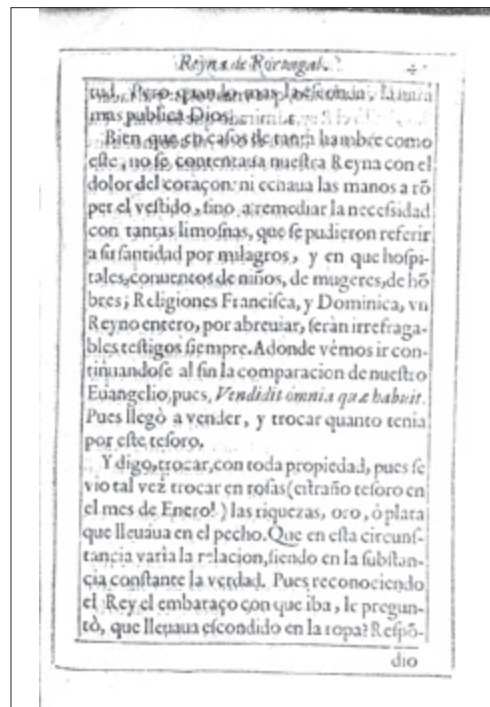 Reyna de Portugal.
tud. Pero quando mas la esconde, la
mas publica Dios.
Bien que en casos de tanta hambre como
este, no se contentaua nuestra Reyna con el
dolor del coraçon: ni echaua las manos a rõ
per el vestido, sino a remediar la necessidad
con tantas limosnas, que se pudieron referir
a su santidad por milagros, y en que hospi-
tales, conuentos de niños, de mugeres, de hõ
bres; Religiones Francisca, y Dominica, vn
Reyno entero, por abreuiar, seràn irrefraga-
bles testigos siempre. Adonde vèmos ir con-
tinuandose al fin la comparacion de nuestro
Euangelio, pues, Vendidit omnia quæ habuit.
Pues llegò a vender, y trocar quanto tenia
por este tesoro.
Y digo, trocar, con toda propiedad, pues se
vio tal vez trocar en rosas (estraño tesoro en
el mes de Enero!) las riquezas, oro, ò plata
que lleuaua en el pecho. Que en esta circuns-
tancia varia la relacion, siendo en la substan-
cia constante la verdad. Pues reconociendo
el Rey el embaraço con que iba, le pregun-
tò, que lleuaua escondido en la ropa? Respõ-
dio